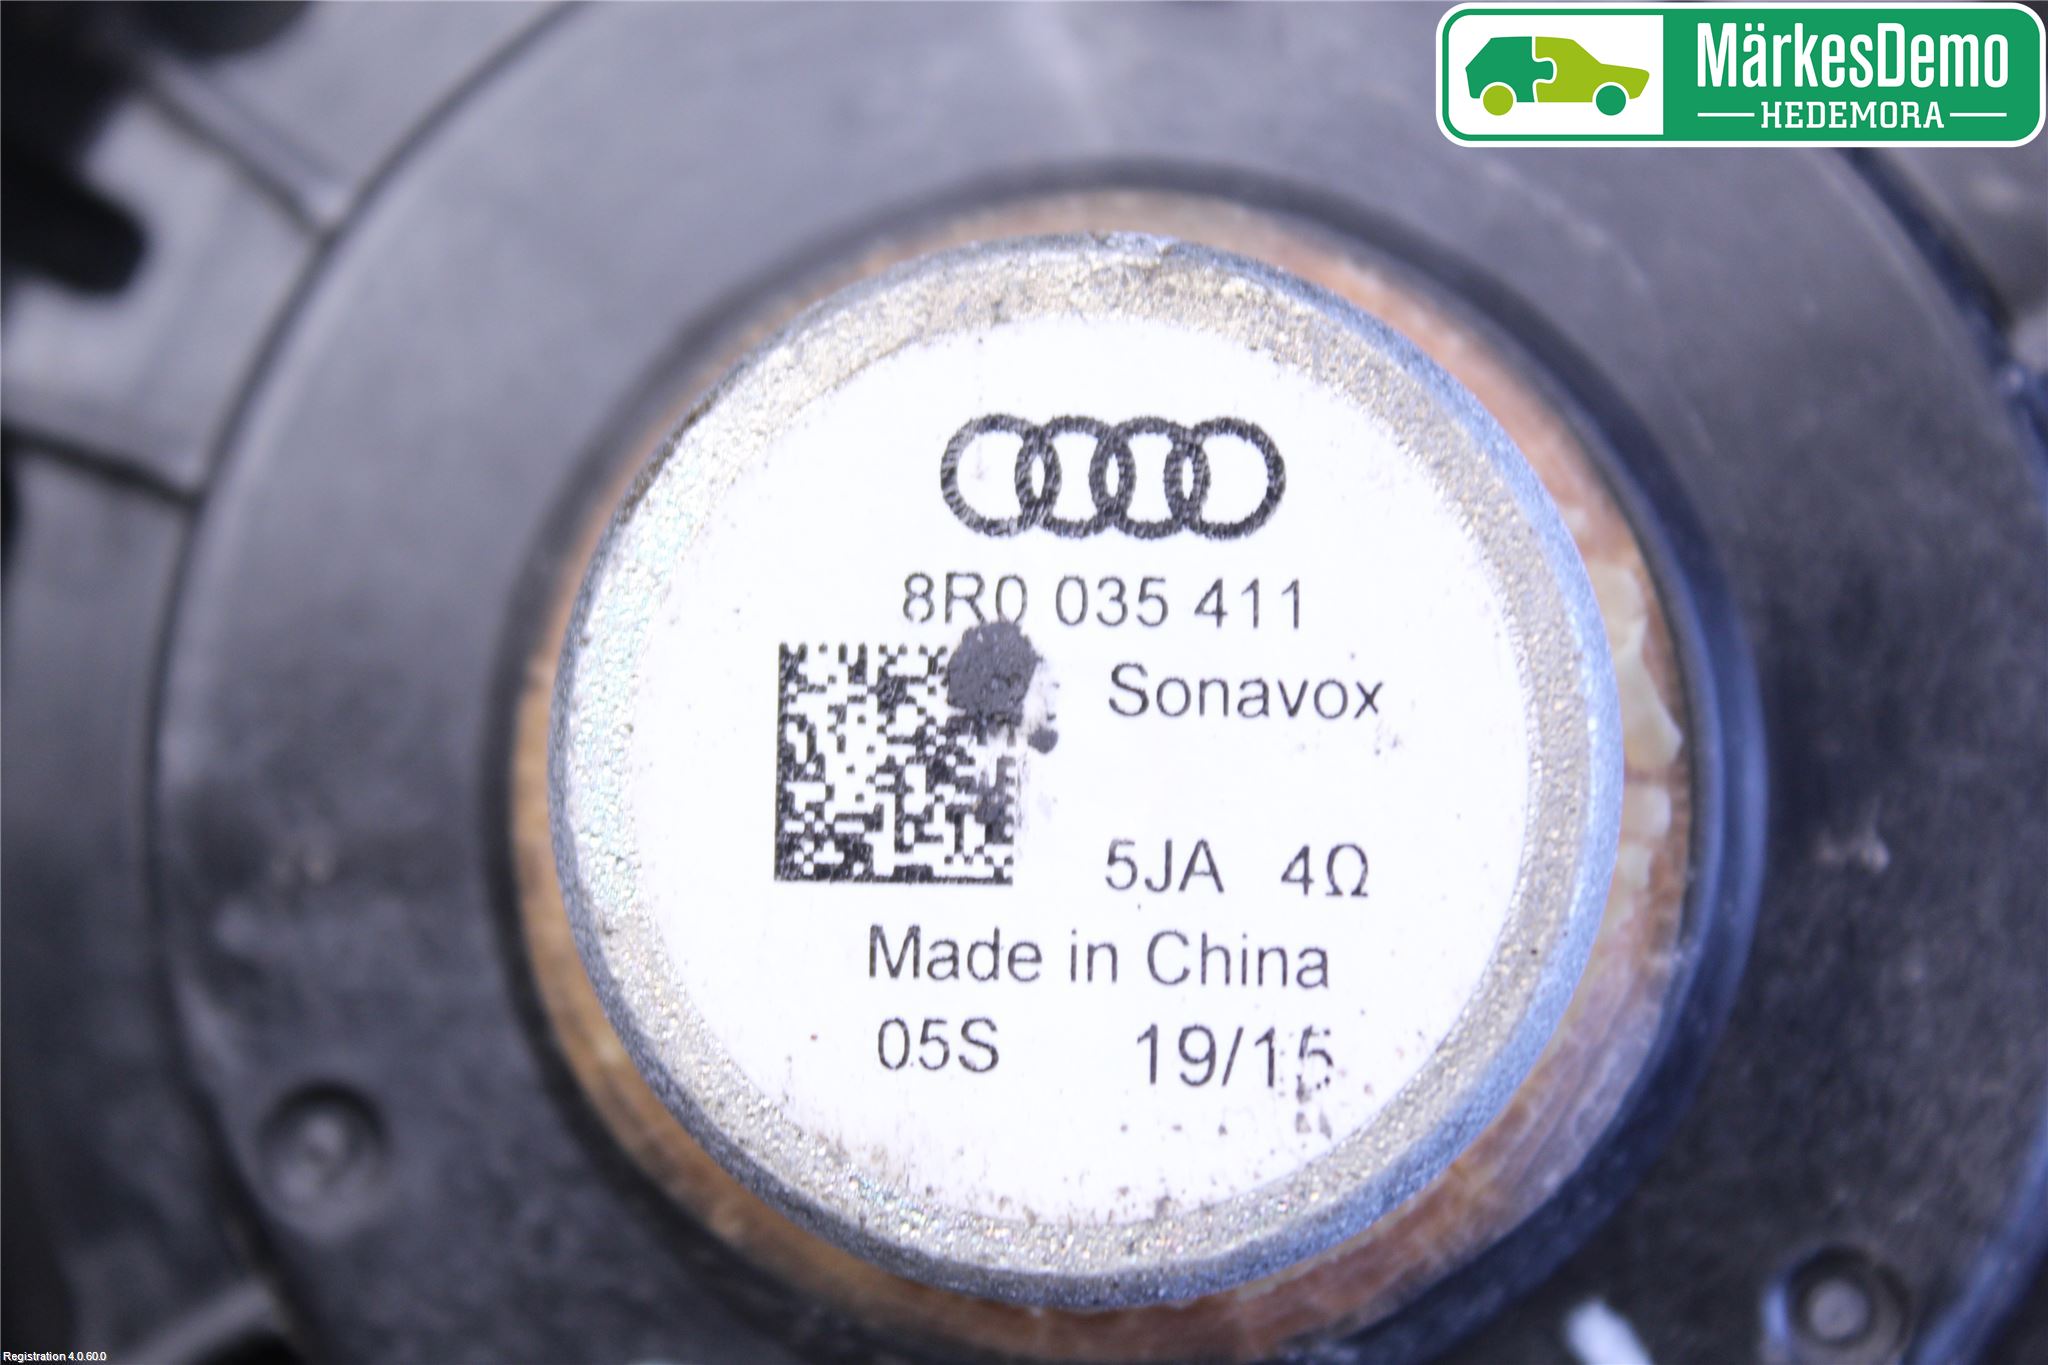 MärkesDemo
HEDEMORA
8R0 035 411
Sonavox
5JA 4Ω
Made in China
05S 19/15
Registration 4.0.60.0